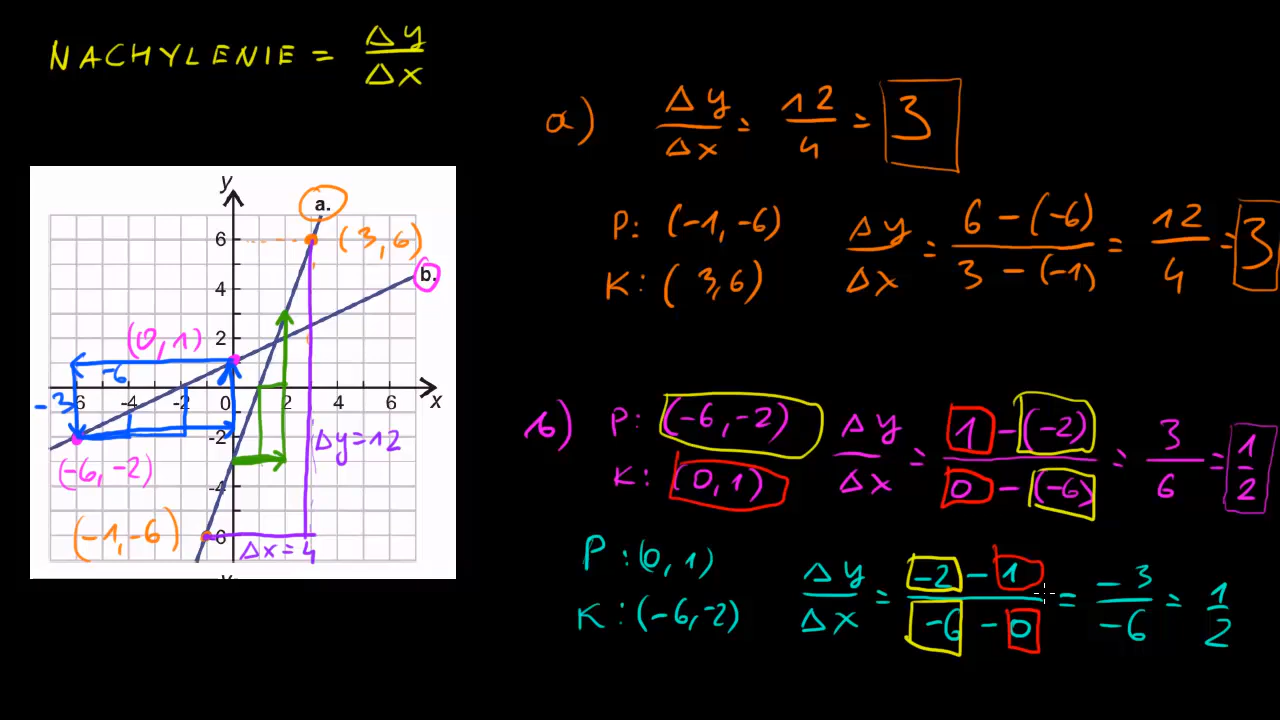 NACHYLENIE = Δy/Δx
y
a.
6
(3,6)
b.
4
(0,1)
2
-6
-3
-6 -4 -2 0 2 4 6 x
-2
Δy=12
(-6,-2)
-4
(-1,-6)
-6
Δx=4
a) Δy/Δx = 12/4 = 3
P: (-1,-6)
K: (3,6)
Δy/Δx = 6-(-6)/3-(-1) = 12/4 = 3
b) P: (-6,-2)
K: (0,1)
Δy/Δx = 1-(-2)/0-(-6) = 3/6 = 1/2
P: (0,1)
K: (-6,-2)
Δy/Δx = -2-1/-6-0 = -3/-6 = 1/2